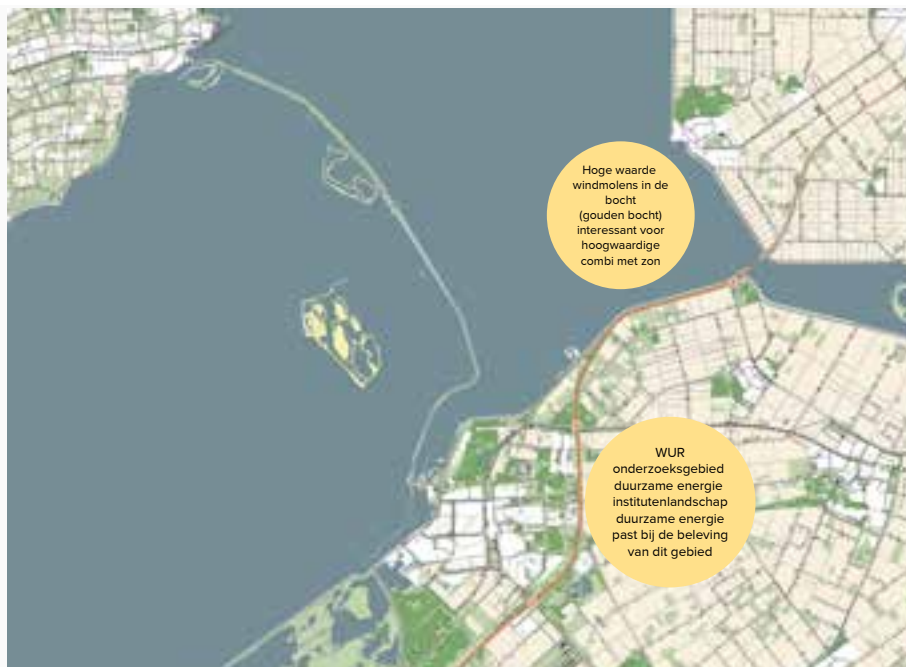 Hoge waarde
windmolens in de
bocht
(gouden bocht)
interessant voor
hoogwaardige
combi met zon
WUR
onderzoeksgebied
duurzame energie
institutenlandschap
duurzame energie
past bij de beleving
van dit gebied